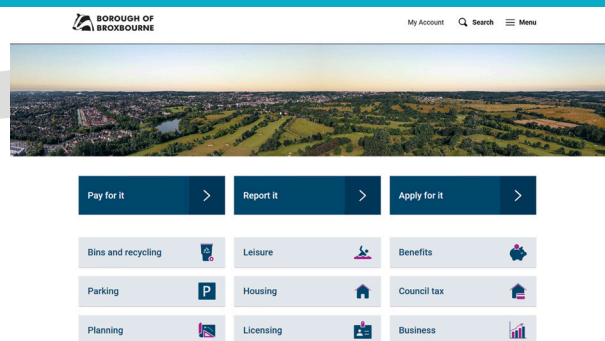 BOROUGH OF
BROXBOURNE
My Account
Search
Menu
Pay for it
Report it
Apply for it
Bins and recycling
Leisure
Benefits
Parking
P
Housing
Council tax
Planning
Licensing
Business